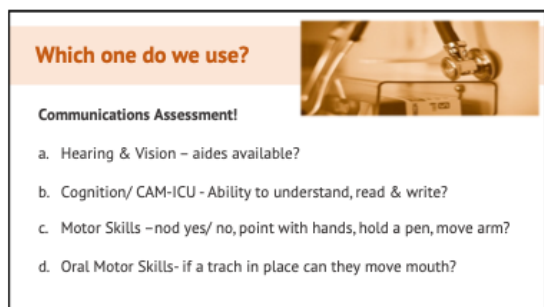 Which one do we use?
Communications Assessment!
a. Hearing & Vision – aides available?
b. Cognition/ CAM-ICU - Ability to understand, read & write?
c. Motor Skills –nod yes/ no, point with hands, hold a pen, move arm?
d. Oral Motor Skills- if a trach in place can they move mouth?